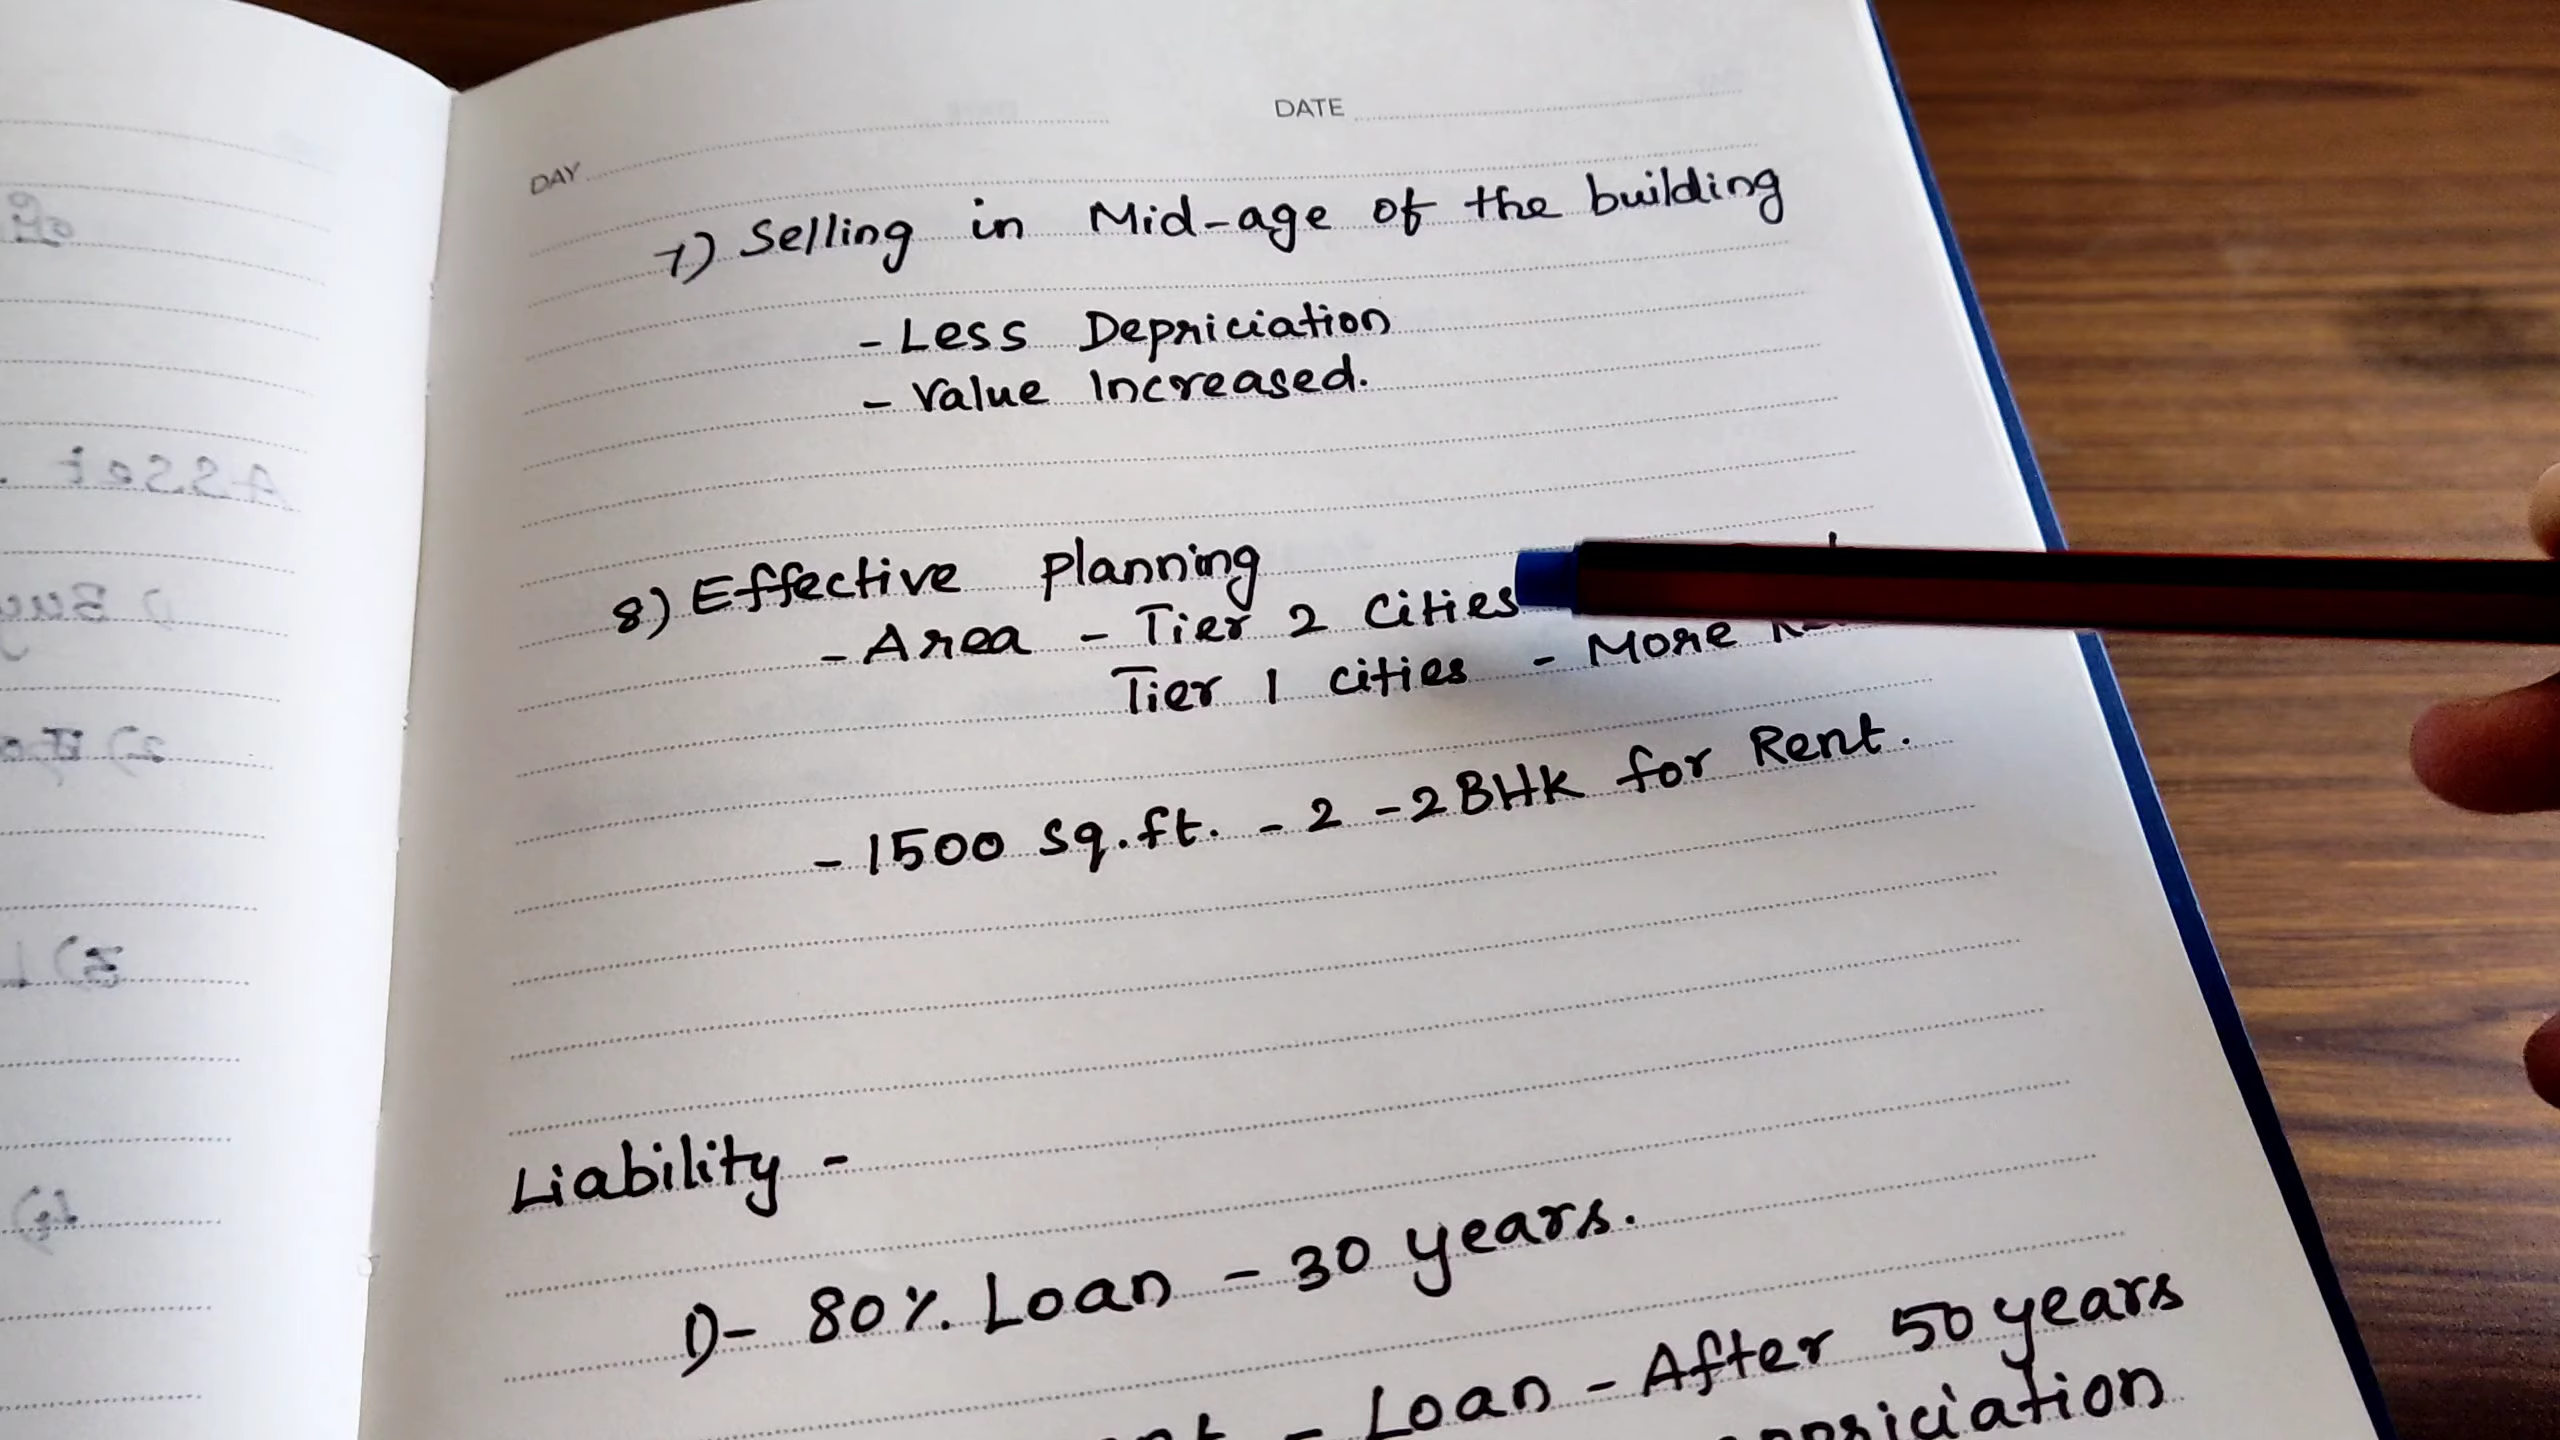 DAY
DATE
7) Selling in Mid-age of the building
- Less Depriciation
- Value Increased.
8) Effective planning
- Area - Tier 2 Cities
Tier 1 cities - More
- 1500 sq.ft. - 2 - 2BHK for Rent.
Liability -
1)- 80% Loan - 30 years.
- Loan - After 50 years